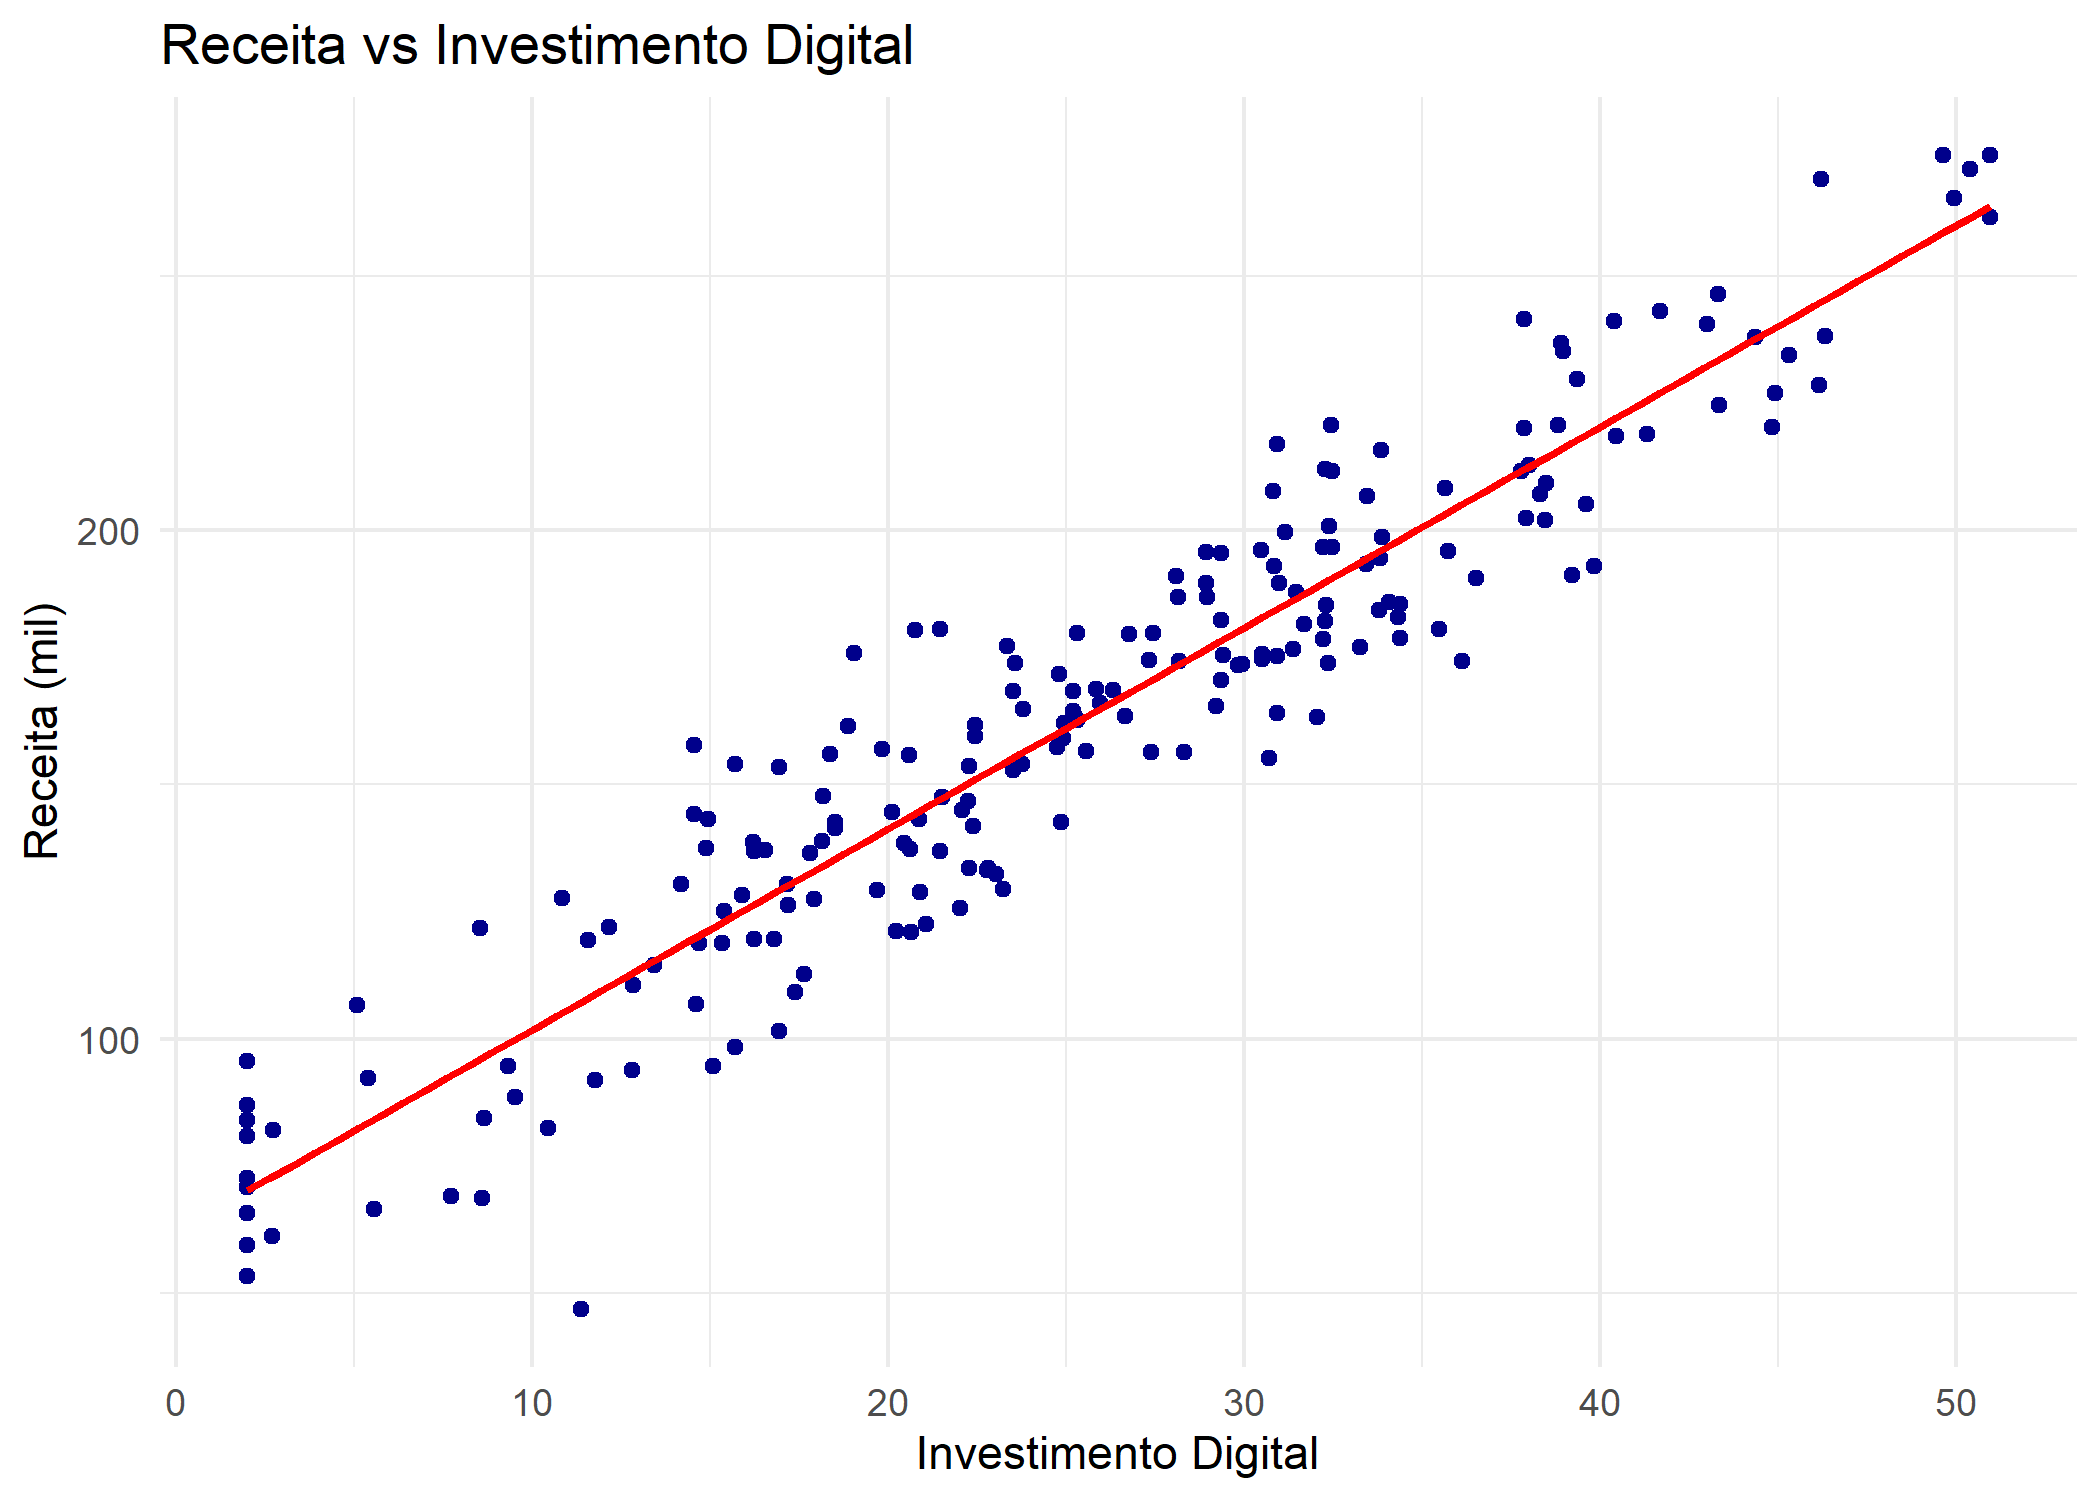 Receita vs Investimento Digital
Receita (mil)
200
100
0 10 20 30 40 50
Investimento Digital